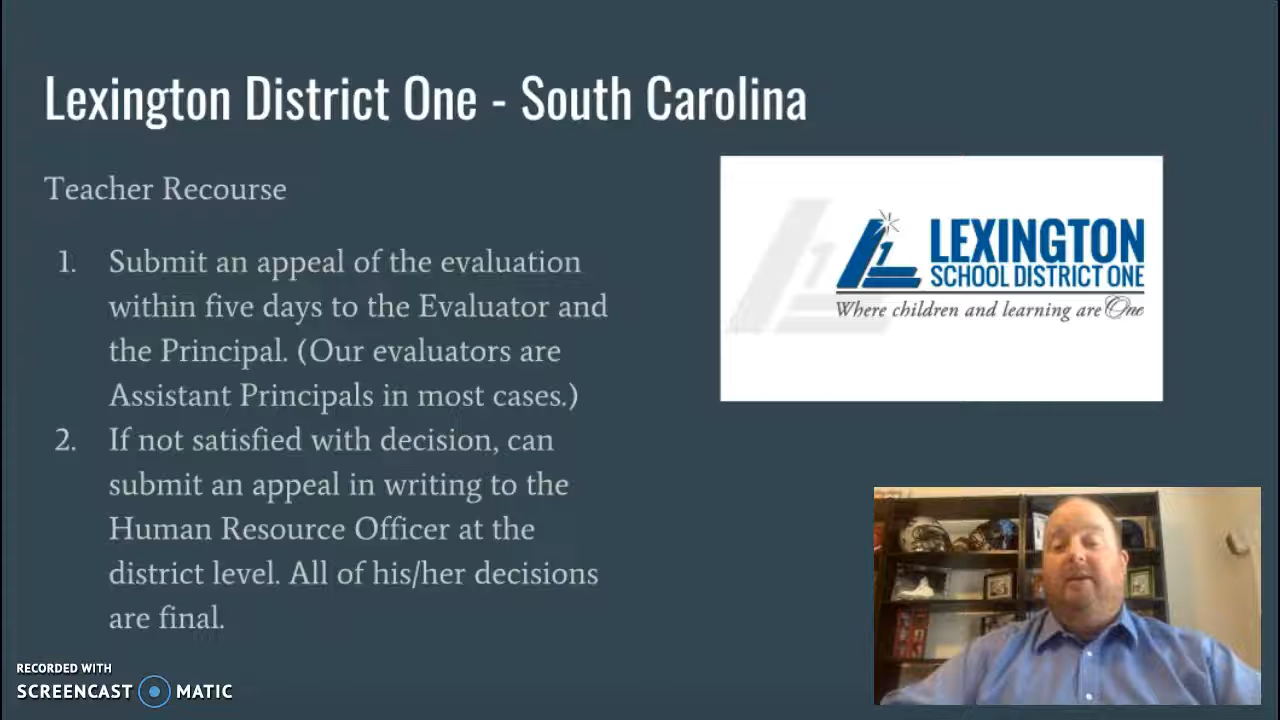 Lexington District One - South Carolina
Teacher Recourse
1. Submit an appeal of the evaluation
within five days to the Evaluator and
the Principal. (Our evaluators are
Assistant Principals in most cases.)
2. If not satisfied with decision, can
submit an appeal in writing to the
Human Resource Officer at the
district level. All of his/her decisions
are final.
1
LEXINGTON
SCHOOL DISTRICT ONE
Where children and learning are One
RECORDED WITH
SCREENCAST MATIC